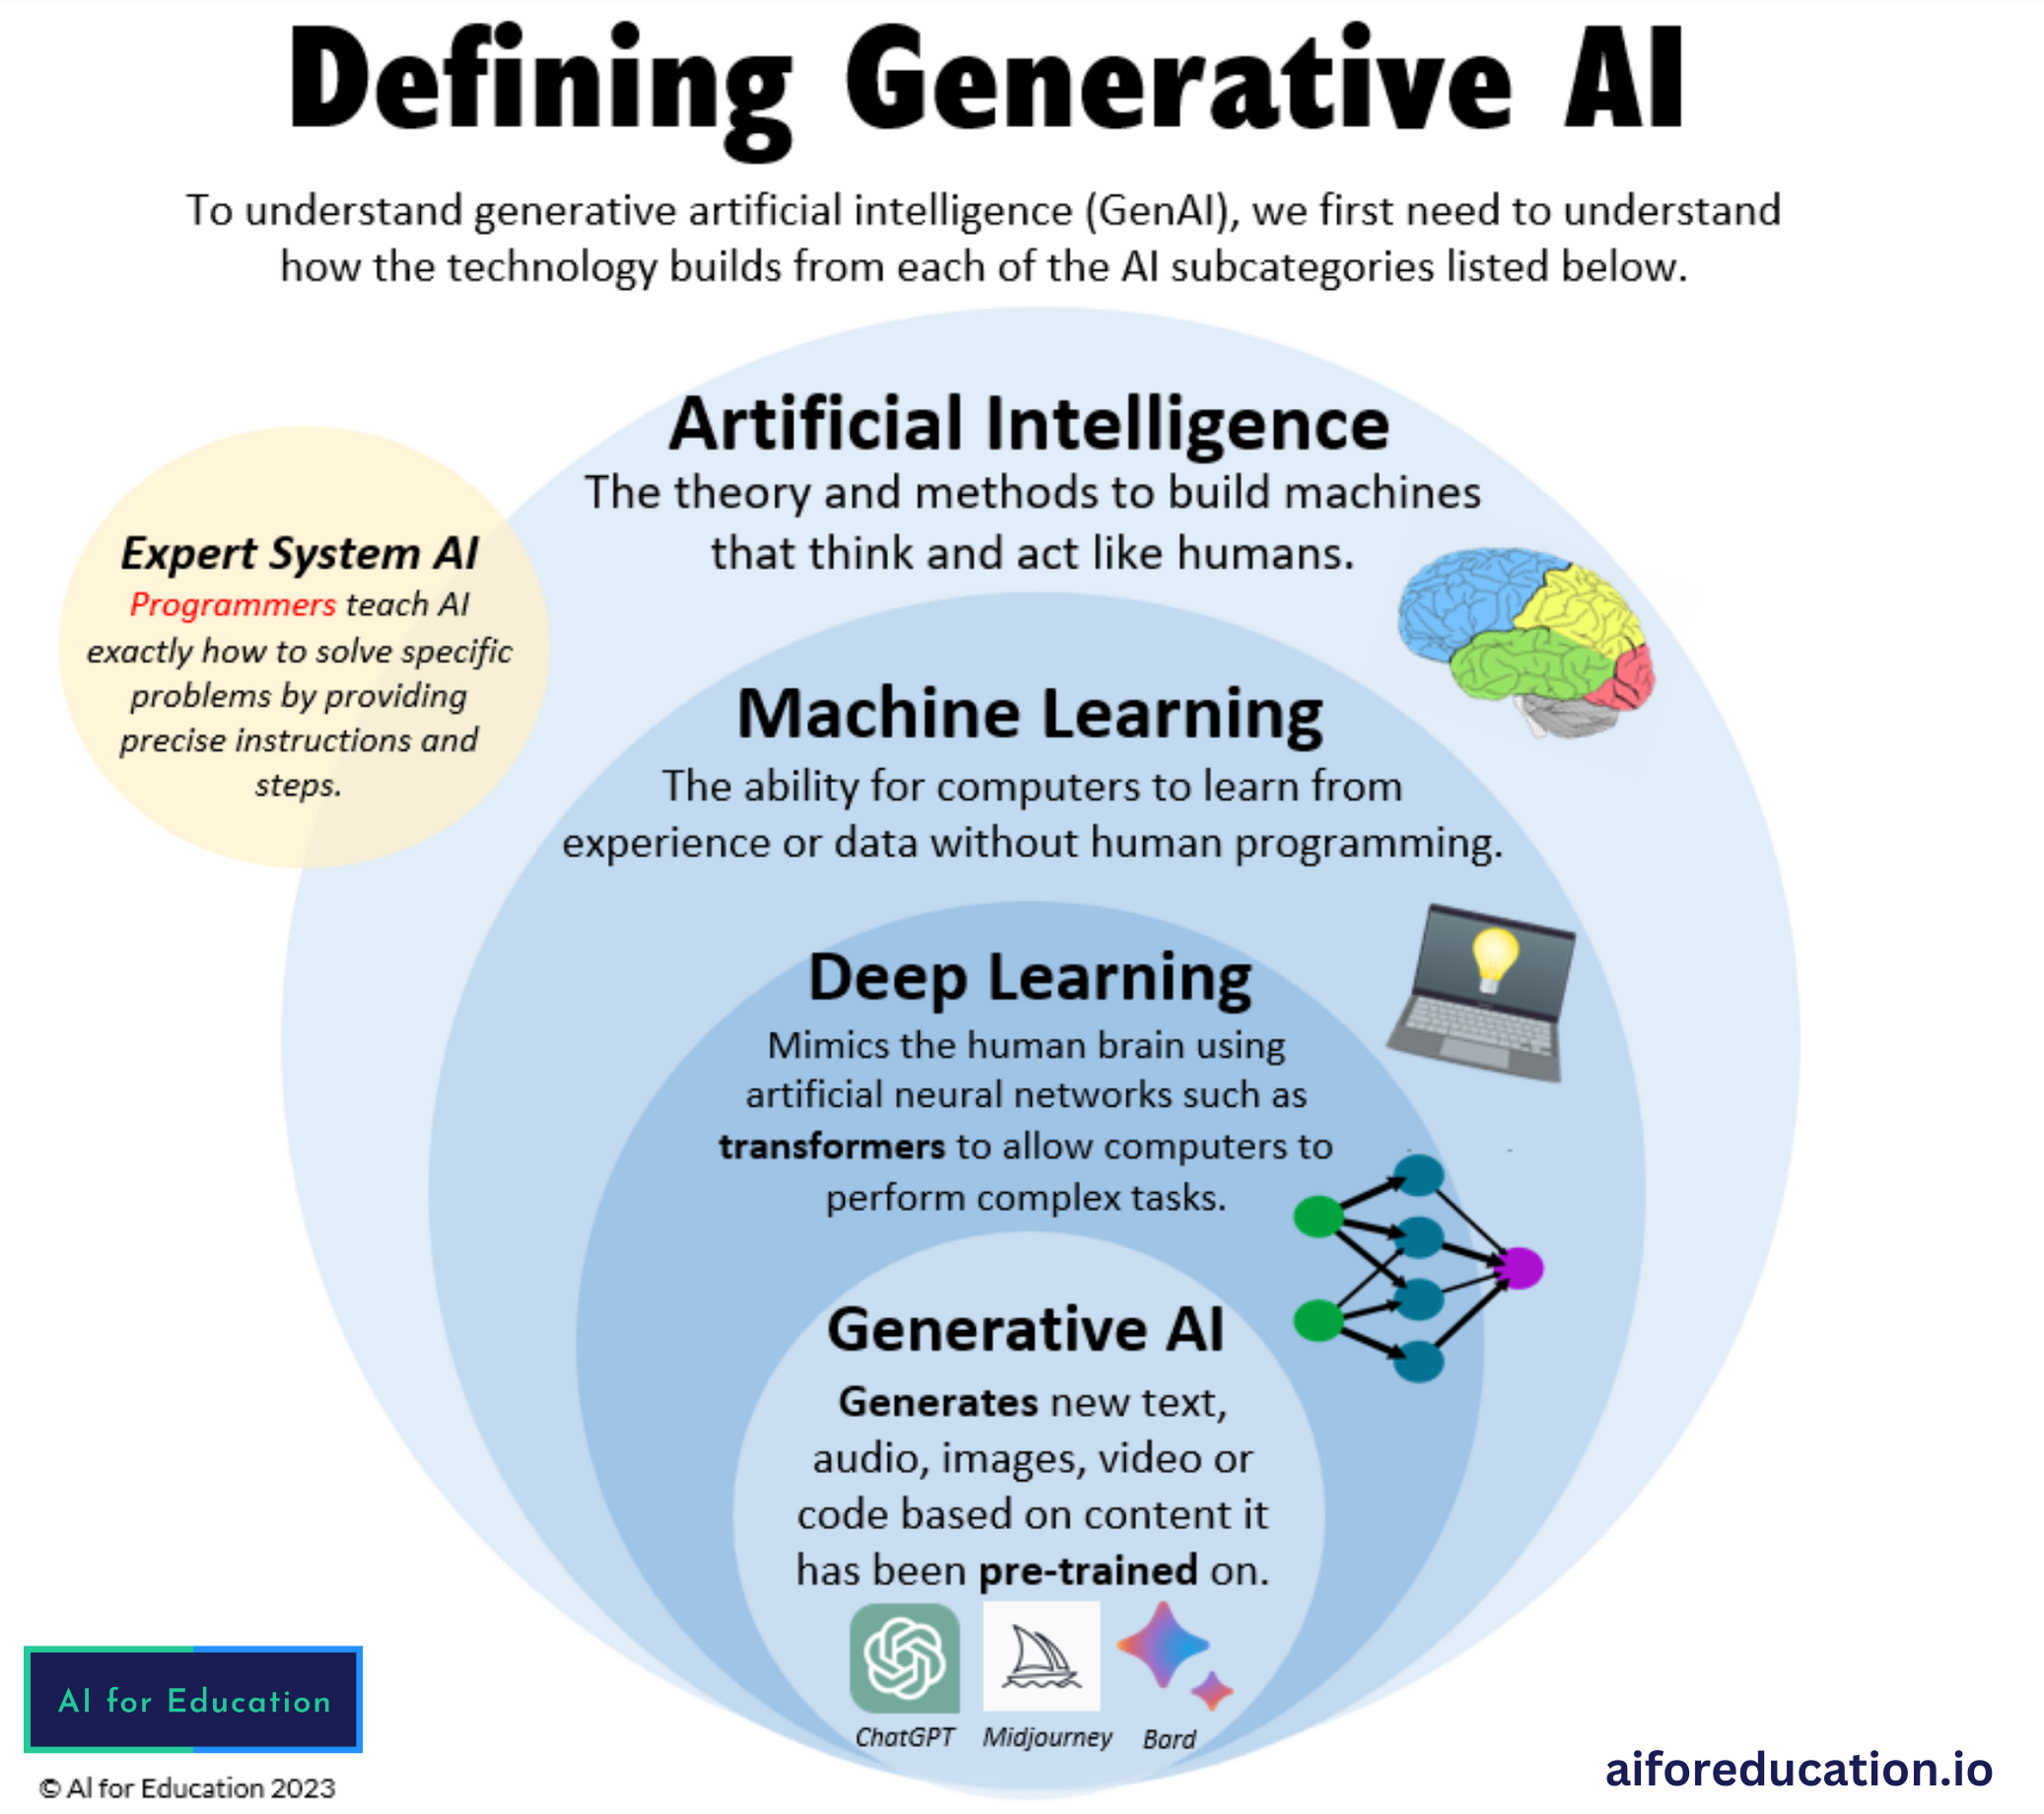 Defining Generative AI
To understand generative artificial intelligence (GenAI), we first need to understand
how the technology builds from each of the AI subcategories listed below.
Artificial Intelligence
The theory and methods to build machines
that think and act like humans.
Expert System AI
Programmers teach AI
exactly how to solve specific
problems by providing
precise instructions and
steps.
Machine Learning
The ability for computers to learn from
experience or data without human programming.
Deep Learning
Mimics the human brain using
artificial neural networks such as
transformers to allow computers to
perform complex tasks.
Generative AI
Generates new text,
audio, images, video or
code based on content it
has been pre-trained on.
ChatGPT Midjourney Bard
AI for Education
© AI for Education 2023
aiforeducation.io